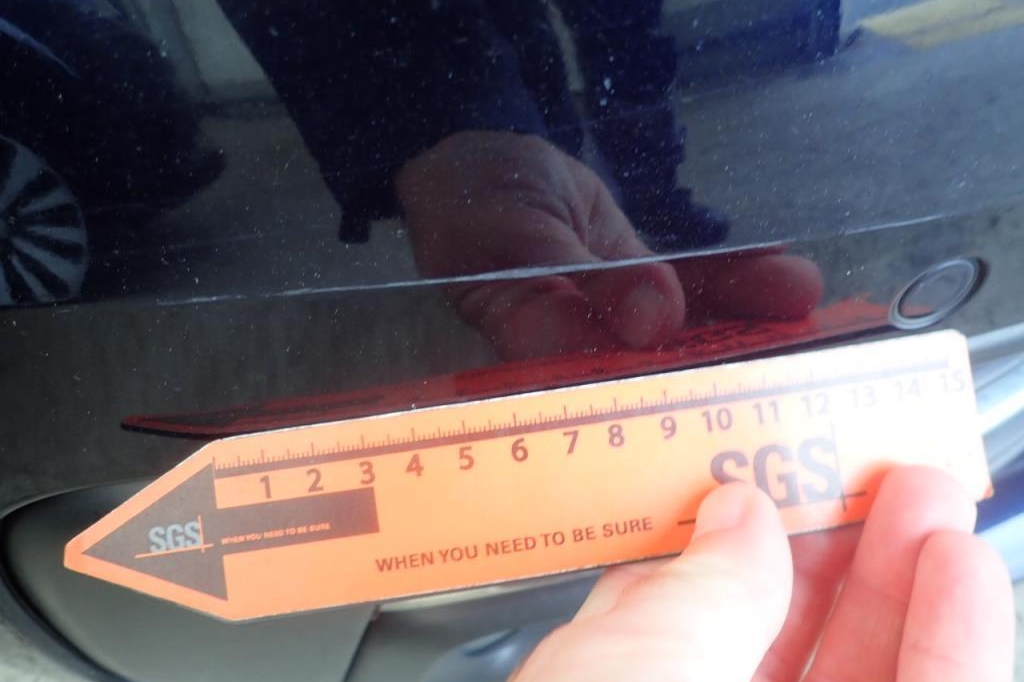 1 2 3 4 5 6 7 8 9 10 11 12 13 14 15
SGS
SGS
WHEN YOU NEED TO BE SURE
WHEN YOU NEED TO BE SURE